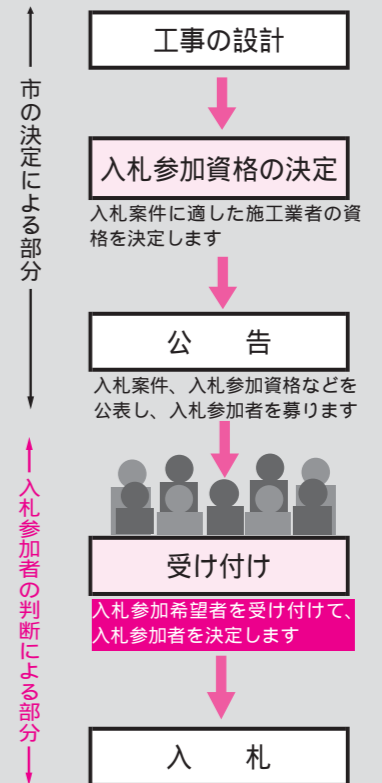 工事の設計
入札参加資格の決定
入札案件に適した施工業者の資
格を決定します
公　告
入札案件、入札参加資格などを
公表し、入札参加者を募ります
受け付け
入札参加希望者を受け付けて、
入札参加者を決定します
入　札
市の決定による部分
入札参加者の判断による部分